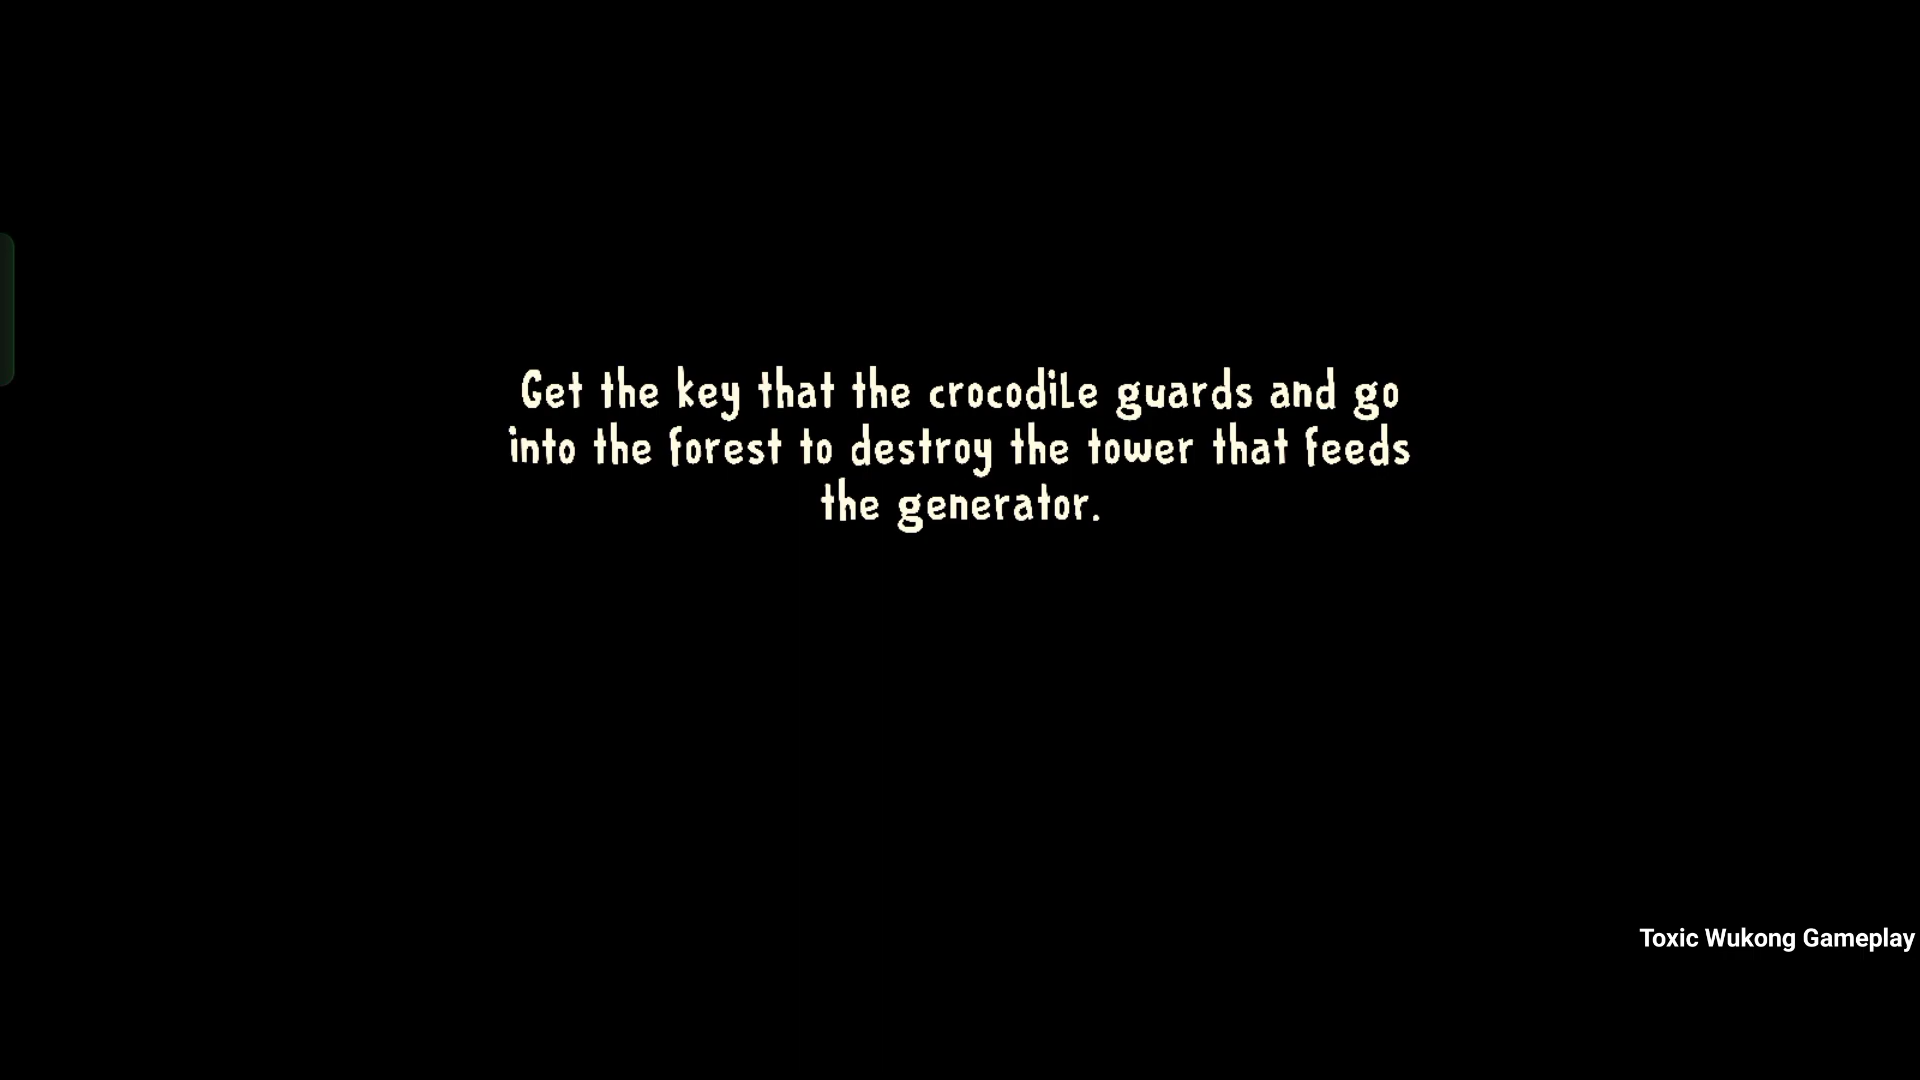 Get the key that the crocodile guards and go
into the forest to destroy the tower that feeds
the generator.
Toxic Wukong Gameplay